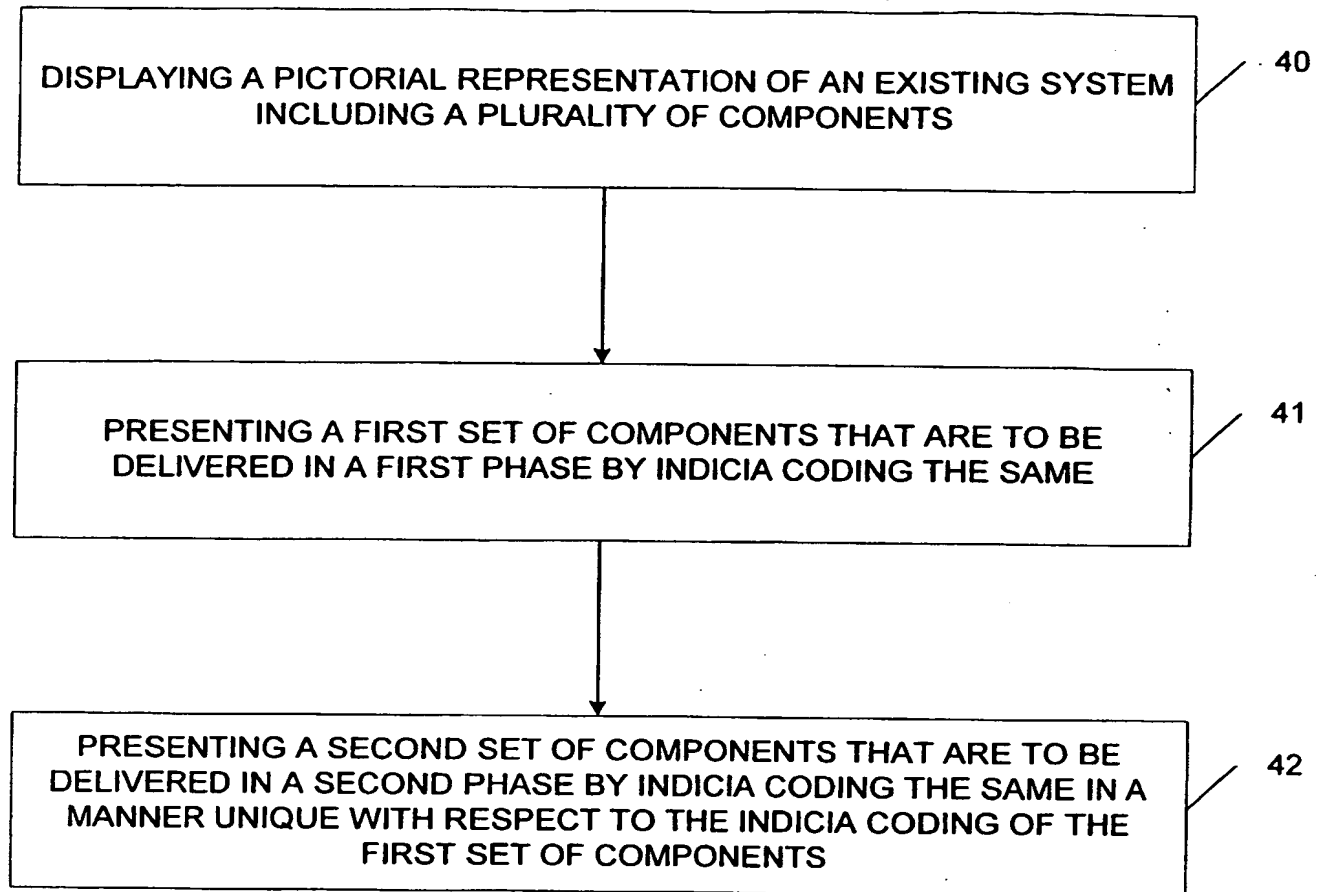 DISPLAYING A PICTORIAL REPRESENTATION OF AN EXISTING SYSTEM
INCLUDING A PLURALITY OF COMPONENTS
40
PRESENTING A FIRST SET OF COMPONENTS THAT ARE TO BE
DELIVERED IN A FIRST PHASE BY INDICIA CODING THE SAME
41
PRESENTING A SECOND SET OF COMPONENTS THAT ARE TO BE
DELIVERED IN A SECOND PHASE BY INDICIA CODING THE SAME IN A
MANNER UNIQUE WITH RESPECT TO THE INDICIA CODING OF THE
FIRST SET OF COMPONENTS
42